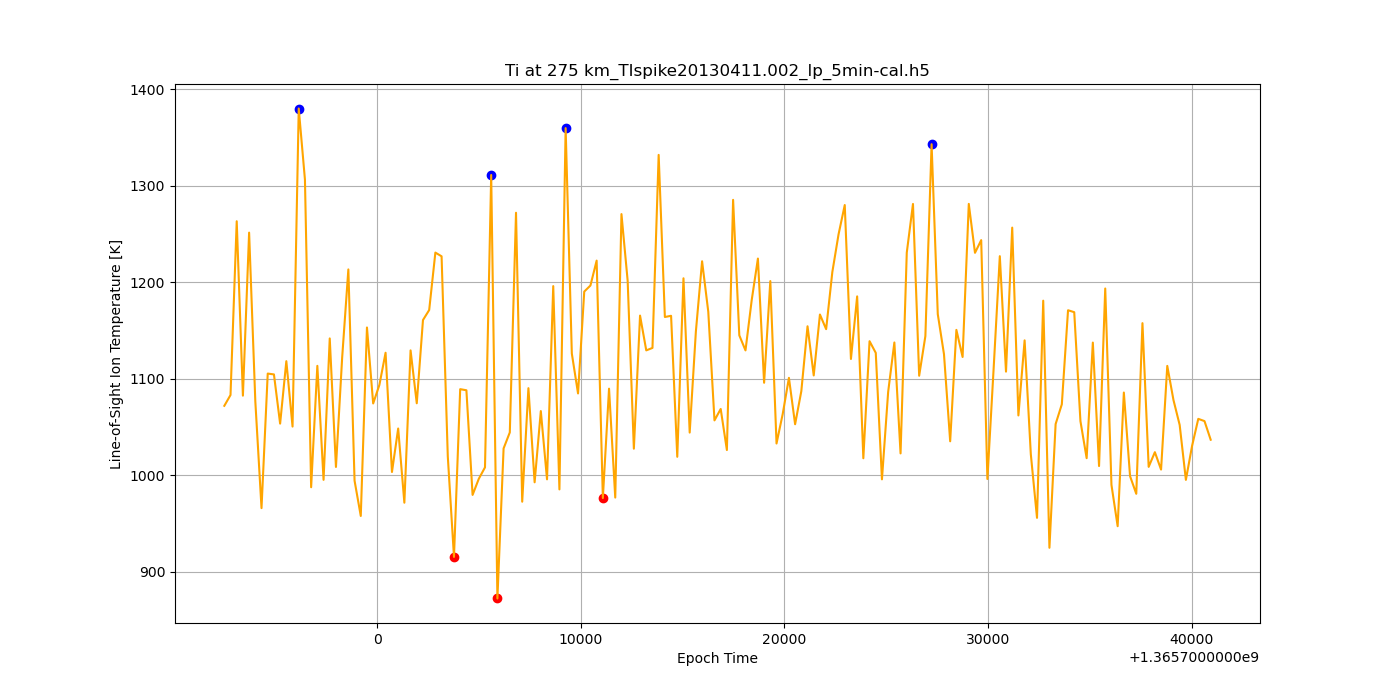 Ti at 275 km_TIspike20130411.002_lp_5min-cal.h5
Line-of-Sight Ion Temperature [K]
1400
1300
1200
1100
1000
900
0 10000 20000 30000 40000
Epoch Time
+1.3657000000e9